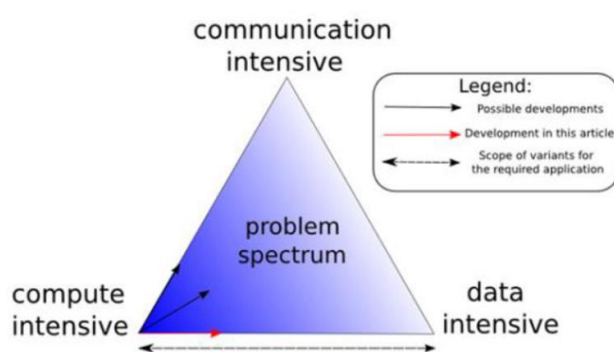 communication
intensive
Legend:
Possible developments
Development in this article
Scope of variants for
the required application
problem
spectrum
compute
intensive
data
intensive